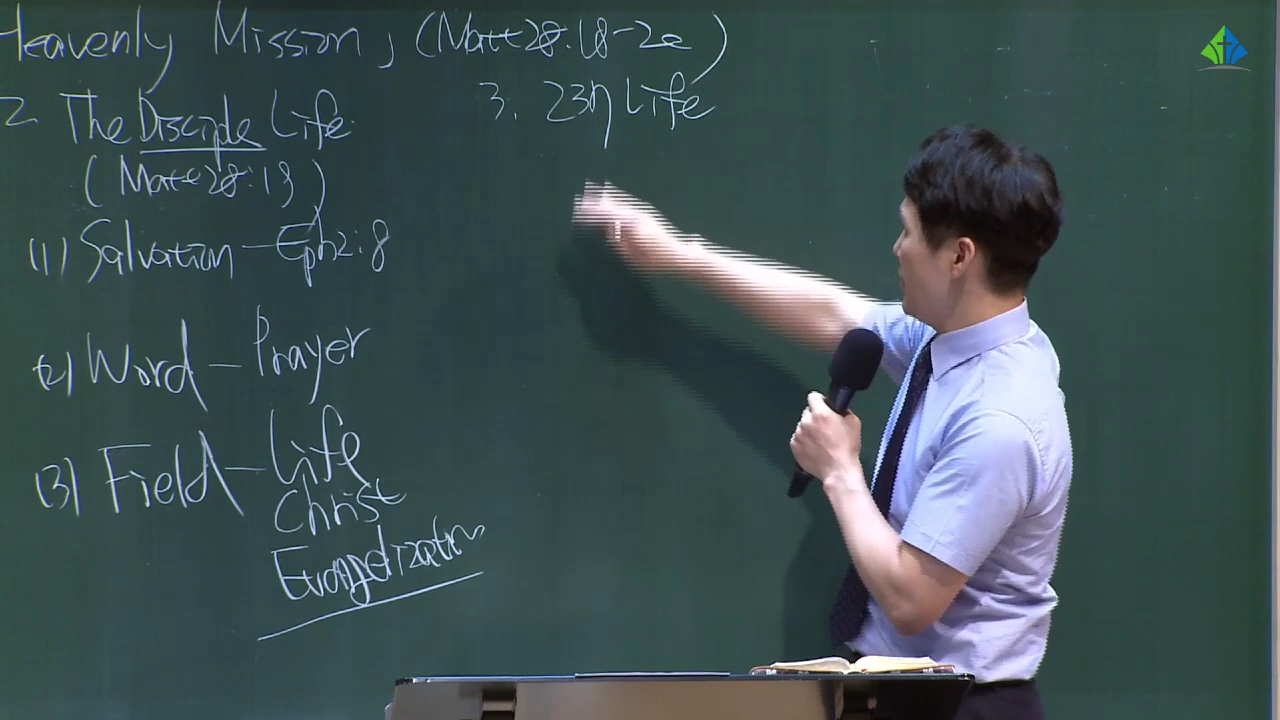 Heavenly Mission, (Matt 28:18-20)
2. The Disciple Life
(Matt 28:19)
(1) Salvation - Eph 2:8
(2) Word - Prayer
(3) Field - Life
Christ
Evangelization
3. Life